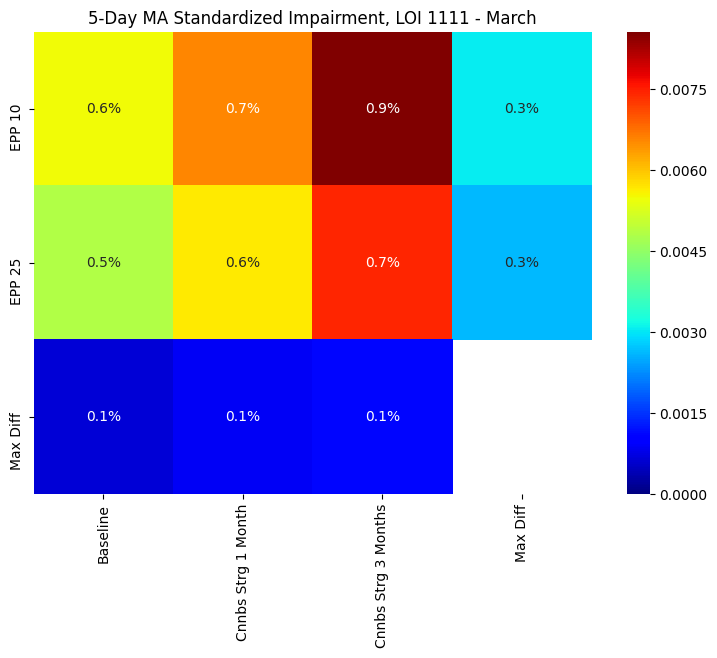 5-Day MA Standardized Impairment, LOI 1111 - March
EPP 10
0.6%
0.7%
0.9%
0.3%
EPP 25
0.5%
0.6%
0.7%
0.3%
Max Diff
0.1%
0.1%
0.1%
Baseline
Cnnbs Strg 1 Month
Cnnbs Strg 3 Months
Max Diff
0.0075
0.0060
0.0045
0.0030
0.0015
0.0000